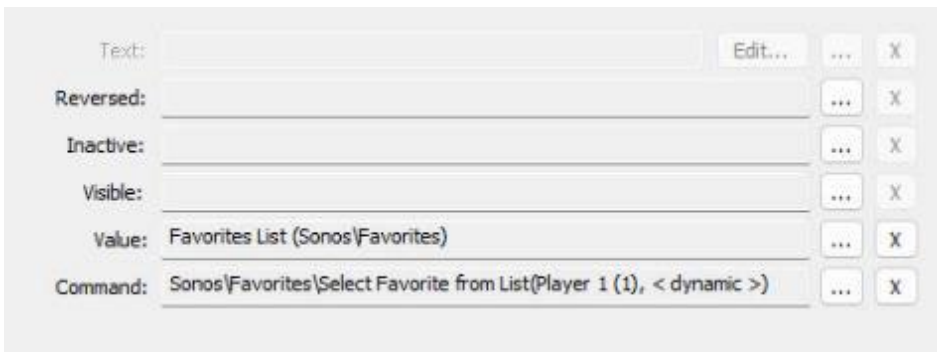 Text: Edit... ... X
Reversed: ... X
Inactive: ... X
Visible: ... X
Value: Favorites List (Sonos\Favorites) ... X
Command: Sonos\Favorites\Select Favorite from List(Player 1 (1), < dynamic >) ... X